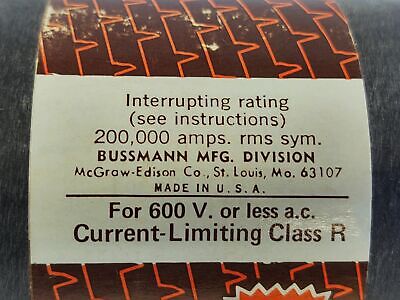 Interrupting rating
(see instructions)
200,000 amps. rms sym.
BUSSMANN MFG. DIVISION
McGraw-Edison Co., St. Louis, Mo. 63107
MADE IN U.S.A.
For 600 V. or less a.c.
Current-Limiting Class R